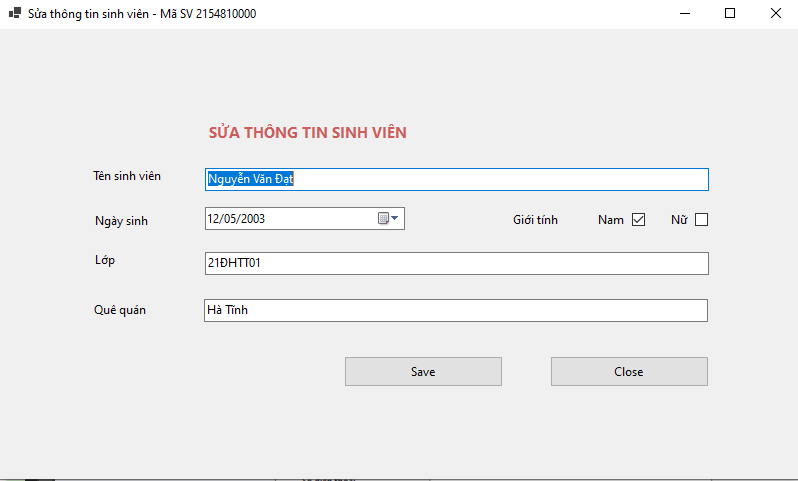 Sửa thông tin sinh viên - Mã SV 2154810000
SỬA THÔNG TIN SINH VIÊN
Tên sinh viên Nguyễn Văn Đạt
Ngày sinh 12/05/2003 Giới tính Nam Nữ
Lớp 21ĐHTT01
Quê quán Hà Tĩnh
Save Close